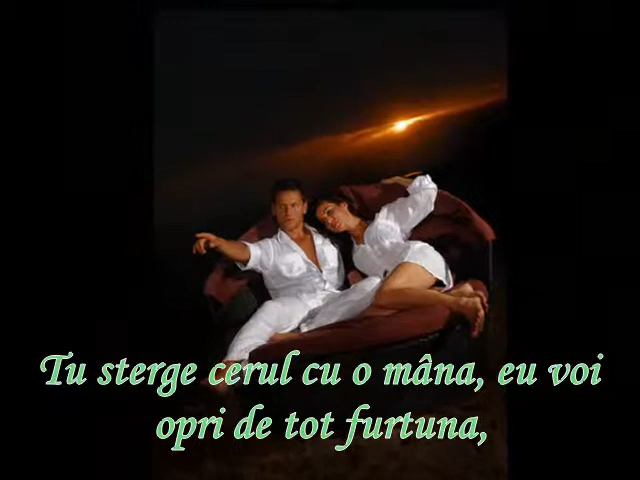 Tu sterge cerul cu o mâna, eu voi
opri de tot furtuna,